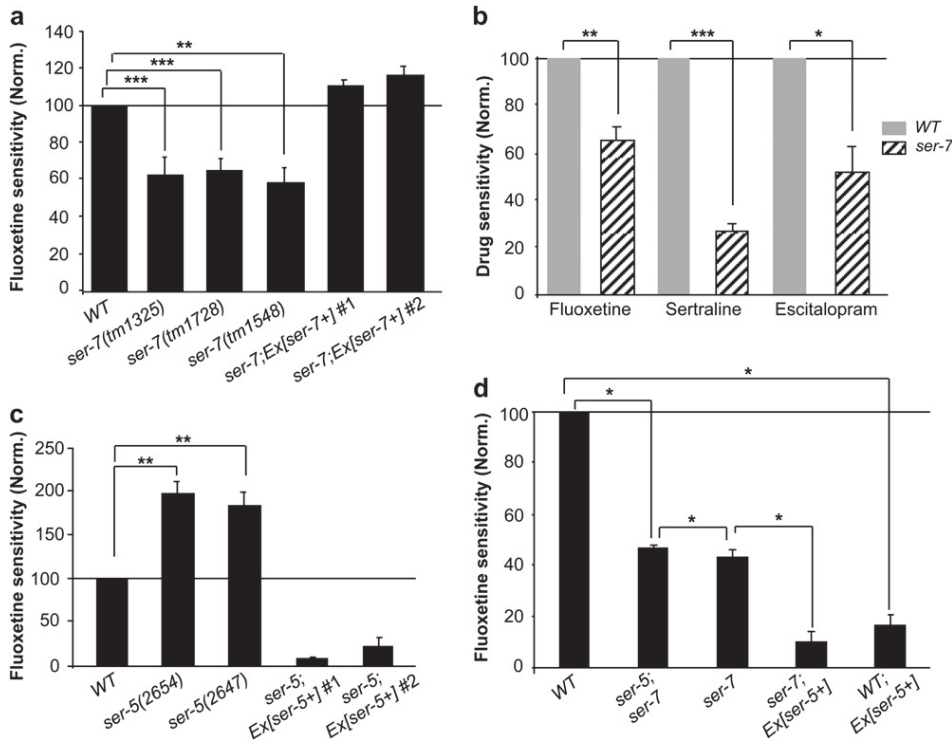 a
Fluoxetine sensitivity (Norm.)
140
120
100
80
60
40
20
0
**
***
***
WT
ser-7(tm1325)
ser-7(tm1728)
ser-7(tm1548)
ser-7;Ex[ser-7+] #1
ser-7;Ex[ser-7+] #2
b
Drug sensitivity (Norm.)
100
80
60
40
20
0
**
***
*
Fluoxetine
Sertraline
Escitalopram
WT
ser-7
c
Fluoxetine sensitivity (Norm.)
250
200
150
100
50
0
**
**
WT
ser-5(2654)
ser-5(2647)
ser-5;
Ex[ser-5+] #1
ser-5;
Ex[ser-5+] #2
d
Fluoxetine sensitivity (Norm.)
100
80
60
40
20
0
*
*
*
*
WT
ser-5;
ser-7
ser-7
ser-7;
Ex[ser-5+]
WT;
Ex[ser-5+]